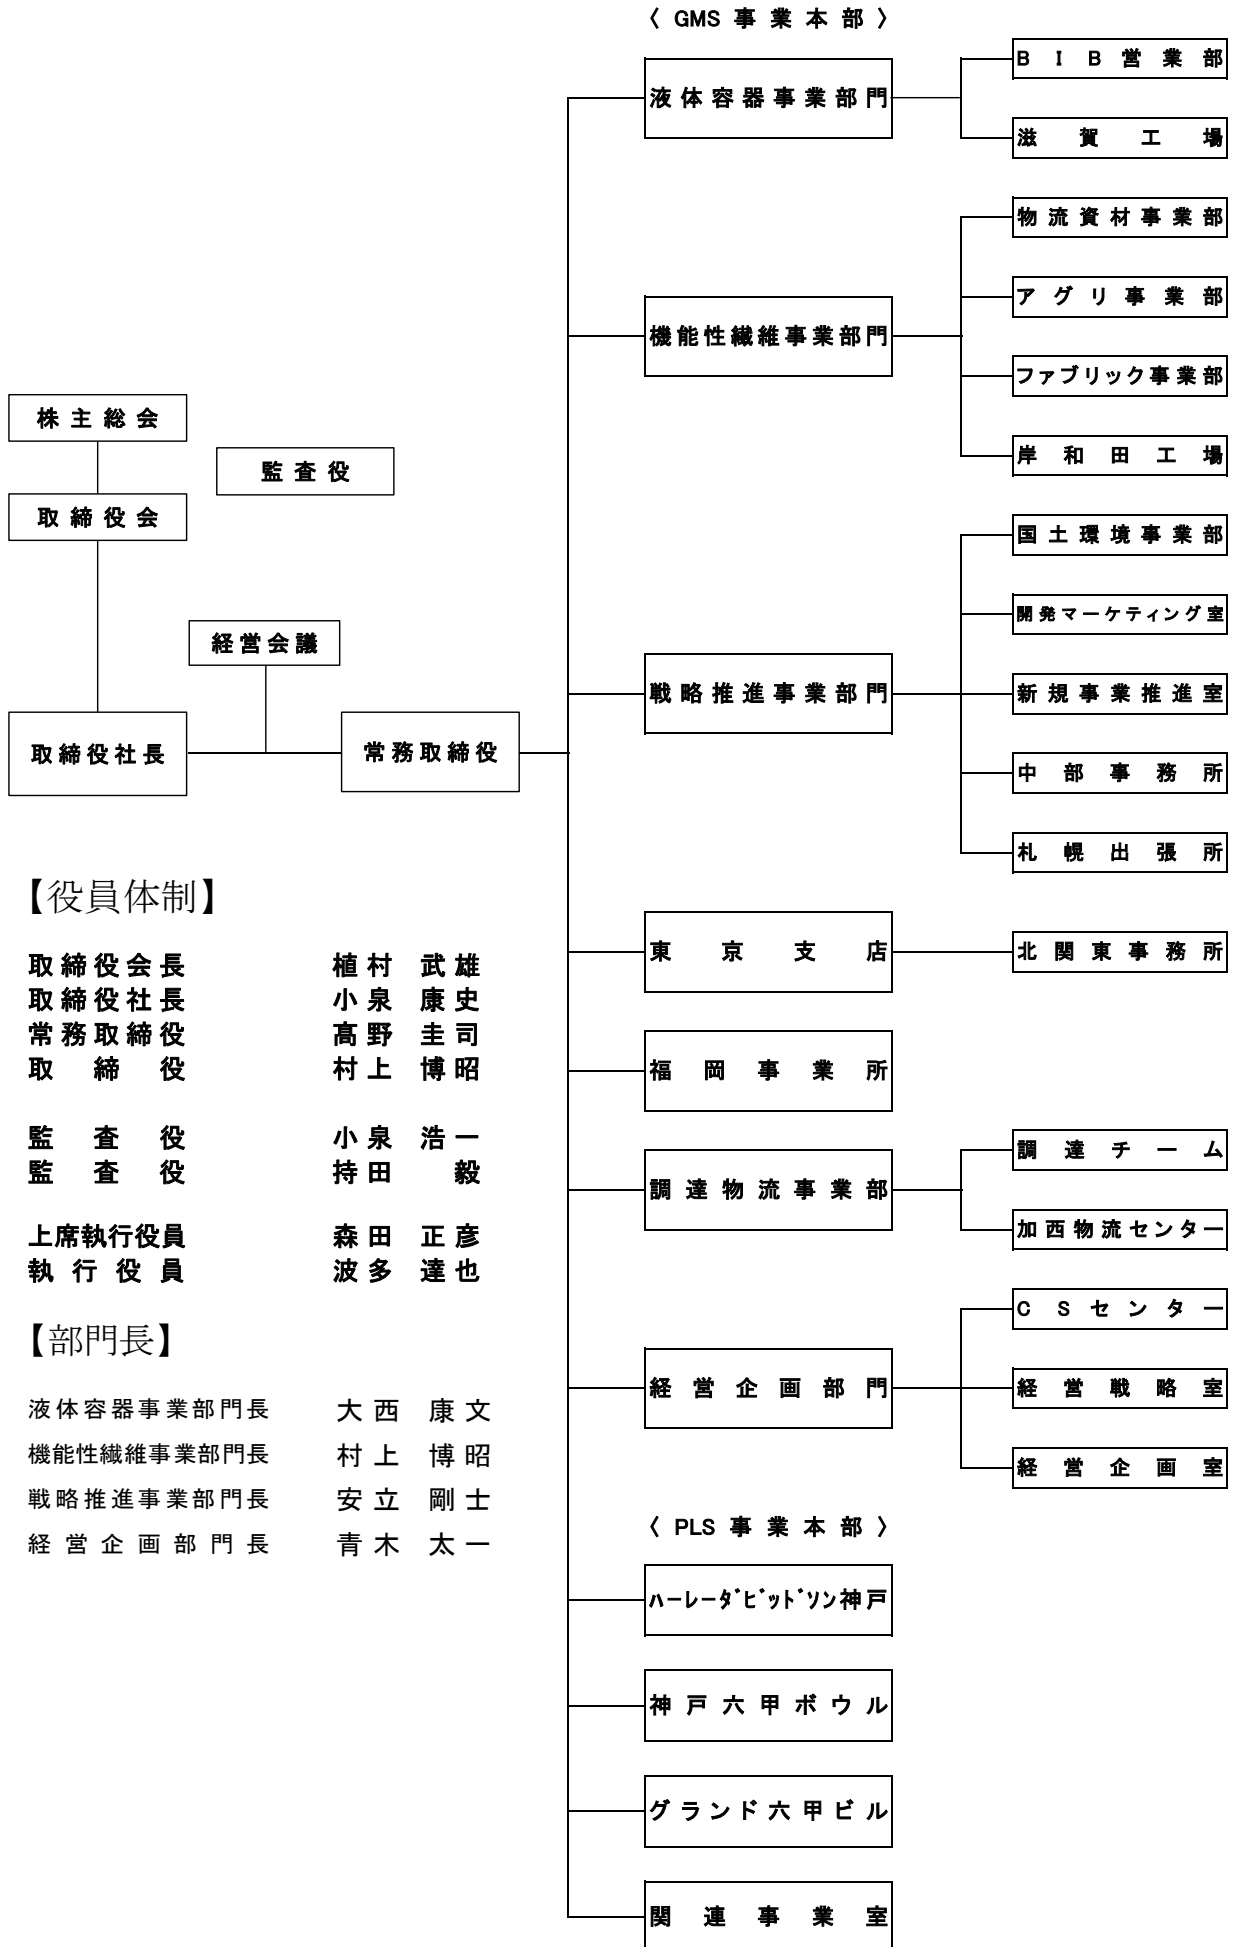 株主総会
監査役
取締役会
経営会議
取締役社長
常務取締役
【役員体制】
取締役会長 植村 武雄
取締役社長 小泉 康史
常務取締役 髙野 圭司
取締役 村上 博昭
監査役 小泉 浩一
監査役 持田 毅
上席執行役員 森田 正彦
執行役員 波多 達也
【部門長】
液体容器事業部門長 大西 康文
機能性繊維事業部門長 村上 博昭
戦略推進事業部門長 安立 剛士
経営企画部門長 青木 太一
〈 GMS 事業本部 〉
液体容器事業部門
BIB営業部
滋賀工場
機能性繊維事業部門
物流資材事業部
アグリ事業部
ファブリック事業部
岸和田工場
戦略推進事業部門
国土環境事業部
開発マーケティング室
新規事業推進室
中部事務所
札幌出張所
東京支店
北関東事務所
福岡事業所
調達物流事業部
調達チーム
加西物流センター
経営企画部門
CSセンター
経営戦略室
経営企画室
〈 PLS 事業本部 〉
ハーレーダビッドソン神戸
神戸六甲ボウル
グランド六甲ビル
関連事業室